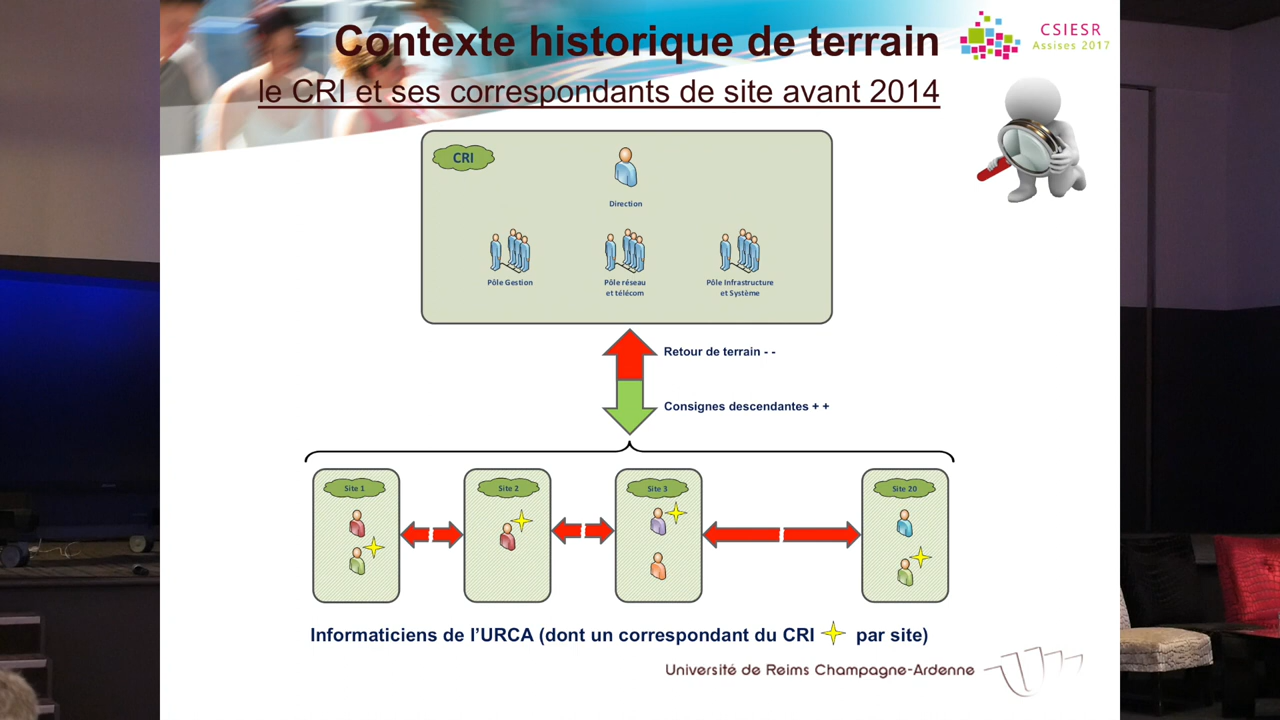 Contexte historique de terrain
CSIESR
Assises 2017
le CRI et ses correspondants de site avant 2014
CRI
Direction
Pôle Gestion
Pôle réseau
et télécom
Pôle Infrastructure
et Système
Retour de terrain - -
Consignes descendantes + +
Site 1
Site 2
Site 3
Site 20
Informaticiens de l'URCA (dont un correspondant du CRI par site)
Université de Reims Champagne-Ardenne